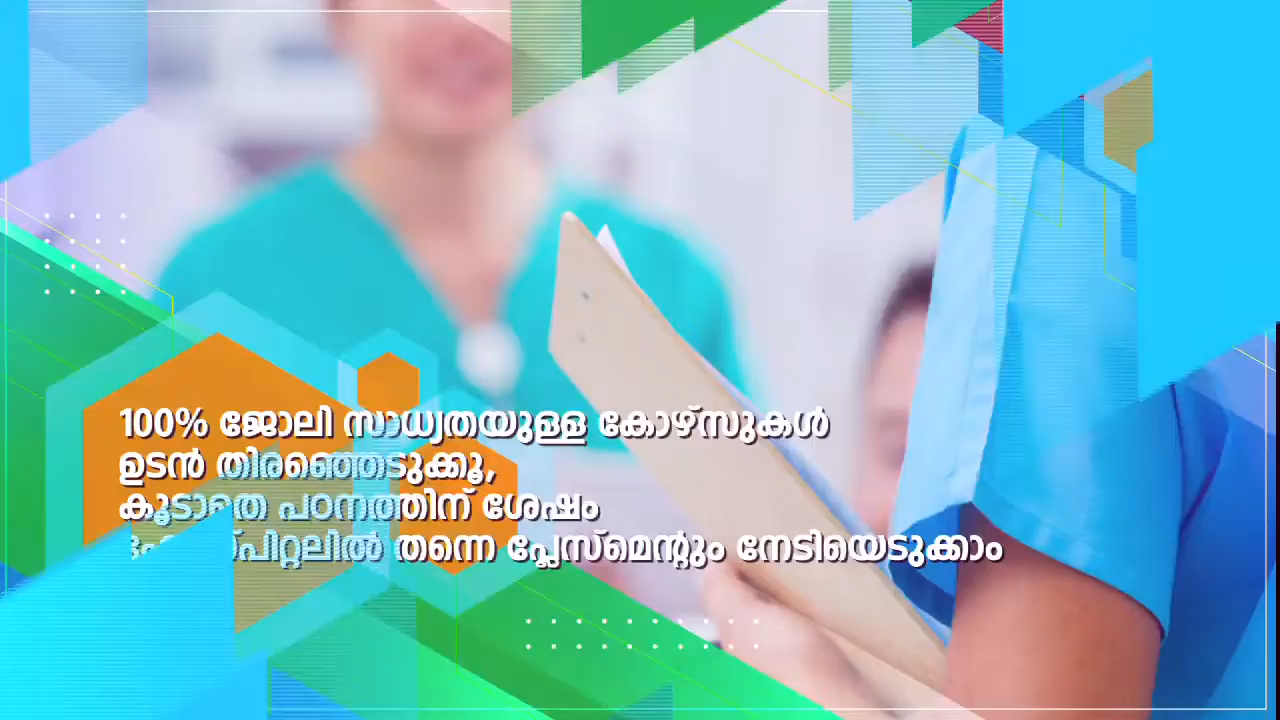 100% ജോലി സാധ്യതയുള്ള കോഴ്സുകൾ
ഉടൻ തിരഞ്ഞെടുക്കൂ,
കൂടാതെ പഠനത്തിന് ശേഷം
തന്നെ പ്ലേസ്മെന്റും നേടിയെടുക്കാം